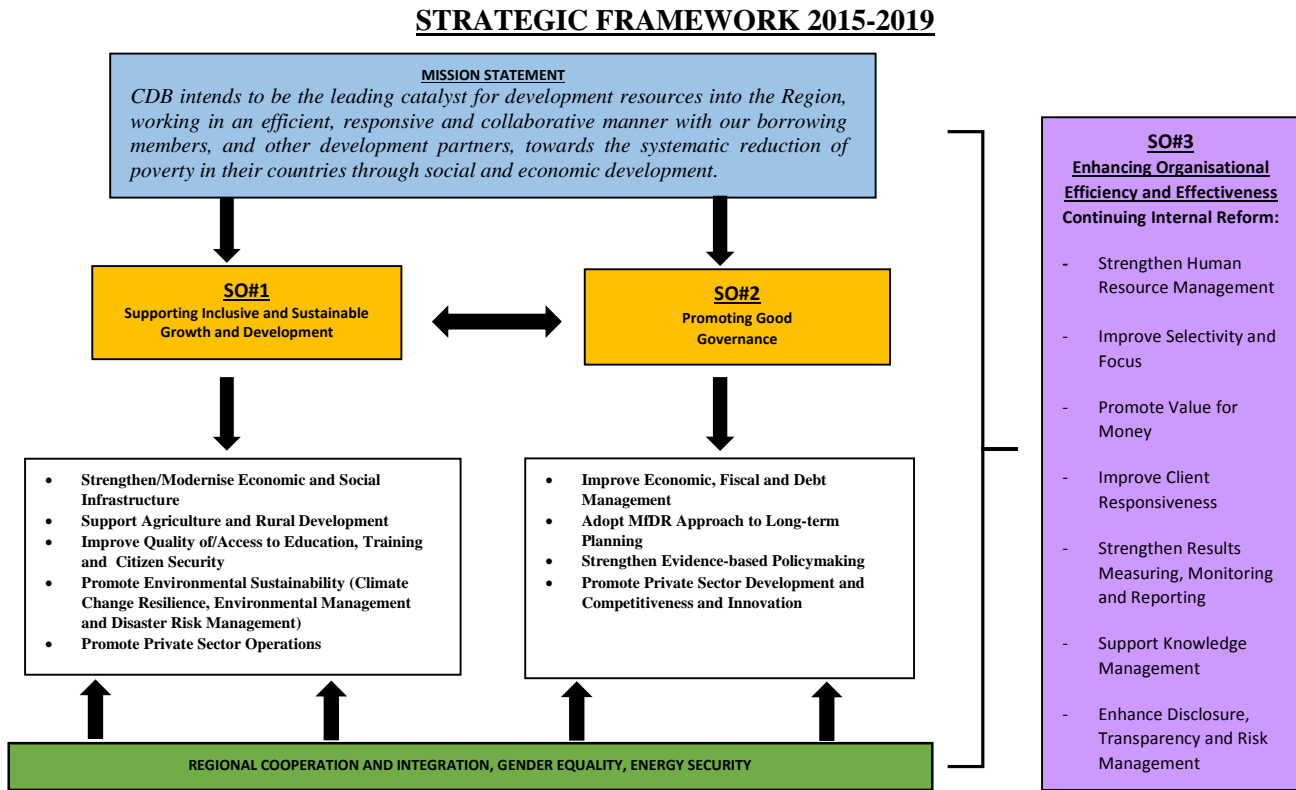 STRATEGIC FRAMEWORK 2015-2019
MISSION STATEMENT
CDB intends to be the leading catalyst for development resources into the Region,
working in an efficient, responsive and collaborative manner with our borrowing
members, and other development partners, towards the systematic reduction of
poverty in their countries through social and economic development.
SO#1
Supporting Inclusive and Sustainable
Growth and Development
SO#2
Promoting Good
Governance
• Strengthen/Modernise Economic and Social
Infrastructure
• Support Agriculture and Rural Development
• Improve Quality of/Access to Education, Training
and Citizen Security
• Promote Environmental Sustainability (Climate
Change Resilience, Environmental Management
and Disaster Risk Management)
• Promote Private Sector Operations
• Improve Economic, Fiscal and Debt
Management
• Adopt MfDR Approach to Long-term
Planning
• Strengthen Evidence-based Policymaking
• Promote Private Sector Development and
Competitiveness and Innovation
REGIONAL COOPERATION AND INTEGRATION, GENDER EQUALITY, ENERGY SECURITY
SO#3
Enhancing Organisational
Efficiency and Effectiveness
Continuing Internal Reform:
- Strengthen Human
Resource Management
- Improve Selectivity and
Focus
- Promote Value for
Money
- Improve Client
Responsiveness
- Strengthen Results
Measuring, Monitoring
and Reporting
- Support Knowledge
Management
- Enhance Disclosure,
Transparency and Risk
Management